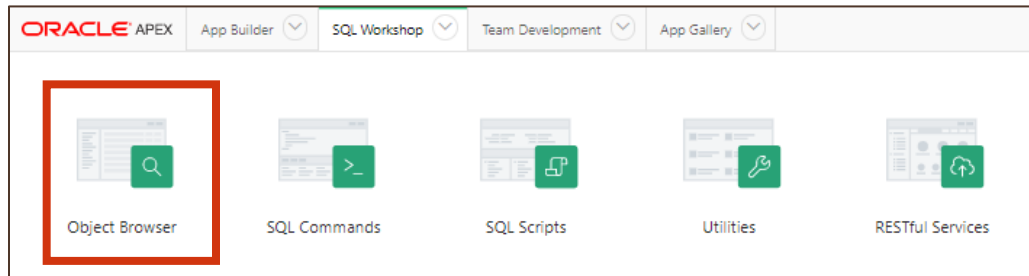 ORACLE APEX App Builder SQL Workshop Team Development App Gallery
>_
Object Browser SQL Commands SQL Scripts Utilities RESTful Services